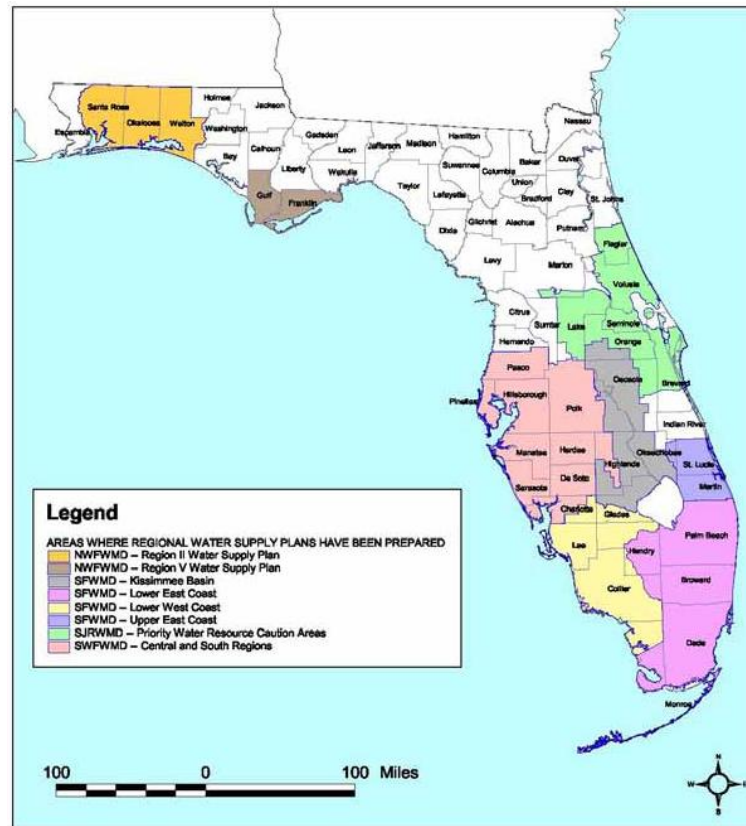 Santa Rosa
Okaloosa
Walton
Holmes
Jackson
Escambia
Washington
Bay
Calhoun
Gadsden
Liberty
Leon
Jefferson
Madison
Hamilton
Nassau
Wakulla
Taylor
Suwannee
Columbia
Baker
Duval
Union
Lafayette
Bradford
Clay
St. Johns
Gulf
Franklin
Dixie
Gilchrist
Alachua
Putnam
Levy
Marion
Flagler
Volusia
Citrus
Sumter
Lake
Seminole
Orange
Hernando
Pasco
Osceola
Brevard
Pinellas
Hillsborough
Polk
Indian River
Manatee
Hardee
Highlands
Okeechobee
St. Lucie
Sarasota
De Soto
Martin
Charlotte
Glades
Lee
Hendry
Palm Beach
Collier
Broward
Dade
Monroe
Legend
AREAS WHERE REGIONAL WATER SUPPLY PLANS HAVE BEEN PREPARED
NWFWMD – Region II Water Supply Plan
NWFWMD – Region V Water Supply Plan
SFWMD – Kissimmee Basin
SFWMD – Lower East Coast
SFWMD – Lower West Coast
SFWMD – Upper East Coast
SJRWMD – Priority Water Resource Caution Areas
SWFWMD – Central and South Regions
100 0 100 Miles
N
W E
S